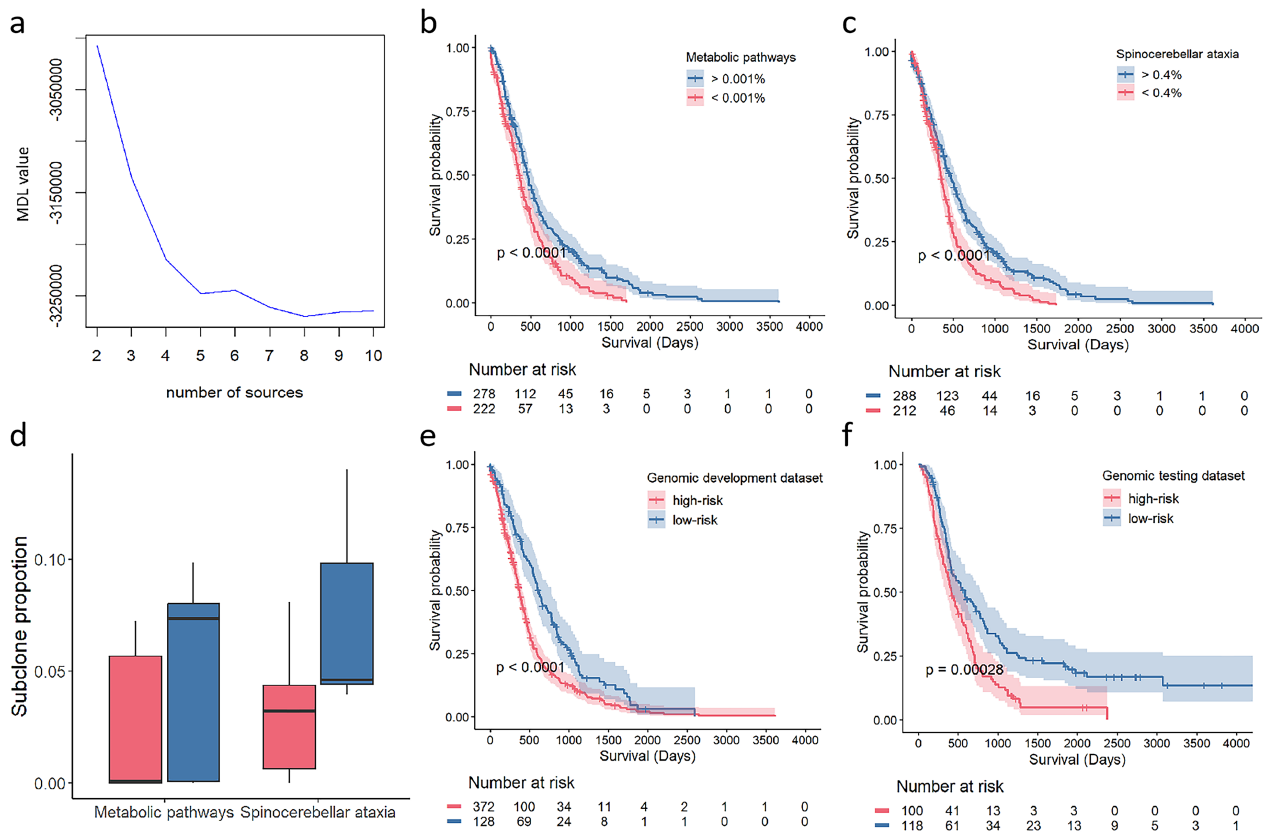 a
-3050000
-3150000
-3250000
MDL value
2 3 4 5 6 7 8 9 10
number of sources
b
1.00
0.75
0.50
0.25
0.00
Survival probability
Metabolic pathways
> 0.001%
< 0.001%
p < 0.0001
0 500 1000 1500 2000 2500 3000 3500 4000
Survival (Days)
Number at risk
278 112 45 16 5 3 1 1 0
222 57 13 3 0 0 0 0 0
c
1.00
0.75
0.50
0.25
0.00
Survival probability
Spinocerebellar ataxia
> 0.4%
< 0.4%
p < 0.0001
0 500 1000 1500 2000 2500 3000 3500 4000
Survival (Days)
Number at risk
288 123 44 16 5 3 1 1 0
212 46 14 3 0 0 0 0 0
d
0.10
0.05
0.00
Subclone propotion
Metabolic pathways Spinocerebellar ataxia
e
1.00
0.75
0.50
0.25
0.00
Survival probability
Genomic development dataset
high-risk
low-risk
p < 0.0001
0 500 1000 1500 2000 2500 3000 3500 4000
Survival (Days)
Number at risk
372 100 34 11 4 2 1 1 0
128 69 24 8 1 1 0 0 0
f
1.00
0.75
0.50
0.25
0.00
Survival probability
Genomic testing dataset
high-risk
low-risk
p = 0.00028
0 500 1000 1500 2000 2500 3000 3500 4000
Survival (Days)
Number at risk
100 41 13 3 3 0 0 0 0
118 61 34 23 13 9 5 3 1